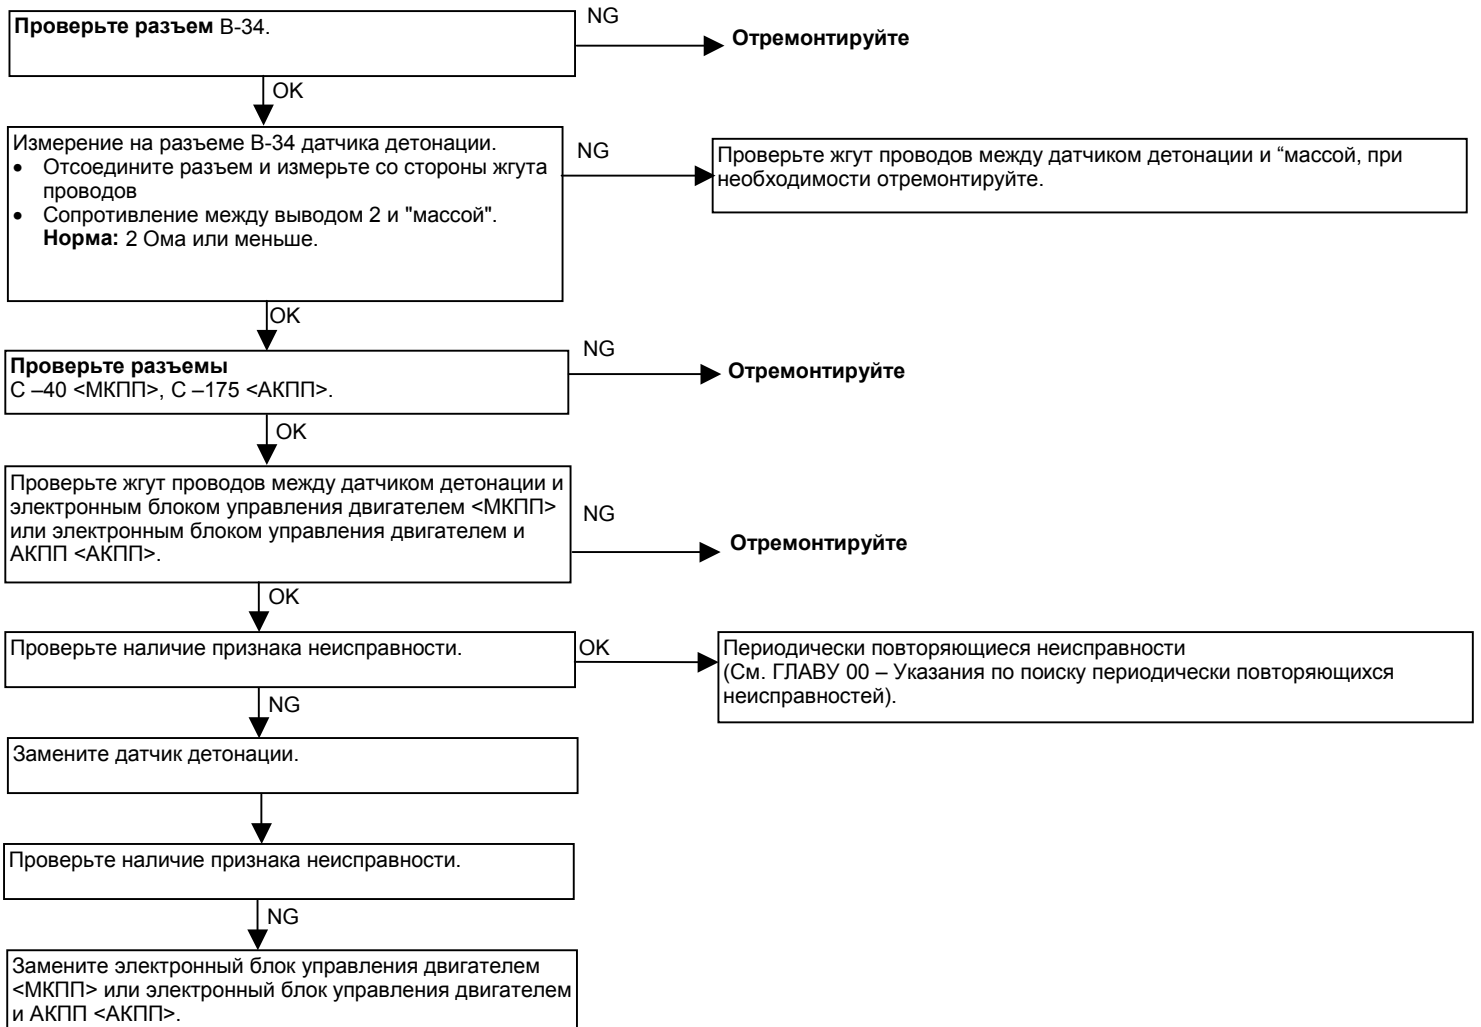 Проверьте разъем В-34.
NG
Отремонтируйте
OK
Измерение на разъеме В-34 датчика детонации.
• Отсоедините разъем и измерьте со стороны жгута
проводов
• Сопротивление между выводом 2 и "массой".
Норма: 2 Ома или меньше.
NG
Проверьте жгут проводов между датчиком детонации и “массой, при
необходимости отремонтируйте.
OK
Проверьте разъемы
С –40 <МКПП>, С –175 <АКПП>.
NG
Отремонтируйте
OK
Проверьте жгут проводов между датчиком детонации и
электронным блоком управления двигателем <МКПП>
или электронным блоком управления двигателем и
АКПП <АКПП>.
NG
Отремонтируйте
OK
Проверьте наличие признака неисправности.
OK
Периодически повторяющиеся неисправности
(См. ГЛАВУ 00 – Указания по поиску периодически повторяющихся
неисправностей).
NG
Замените датчик детонации.
Проверьте наличие признака неисправности.
NG
Замените электронный блок управления двигателем
<МКПП> или электронный блок управления двигателем
и АКПП <АКПП>.